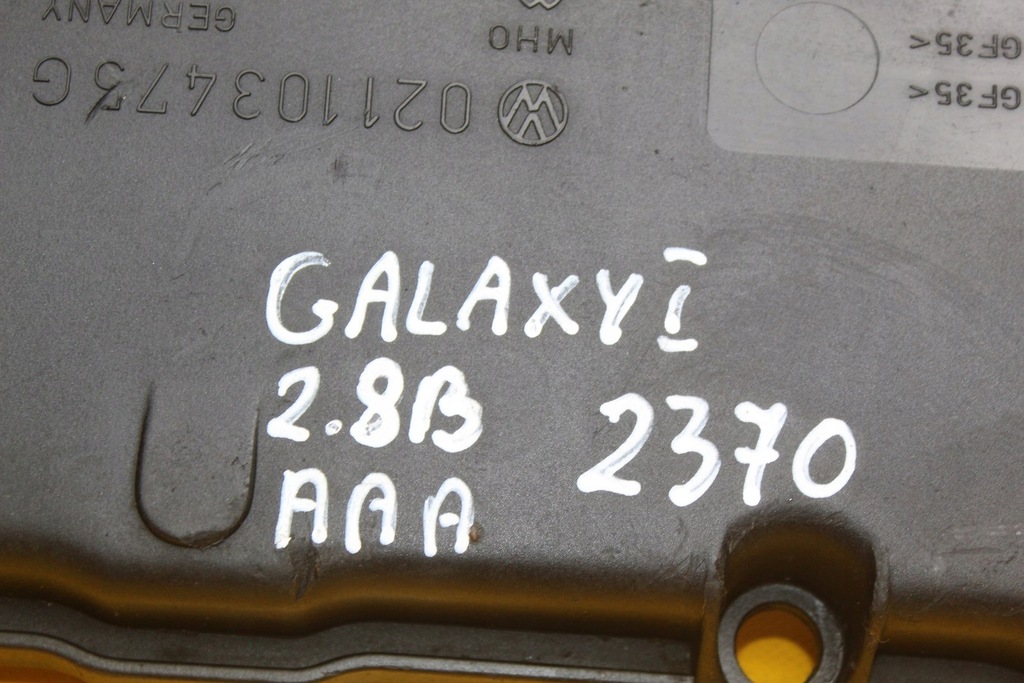 GALAXY I
2.8B
AAA
2370
021103475G
MHO
GERMANY
GF35<
GF35<